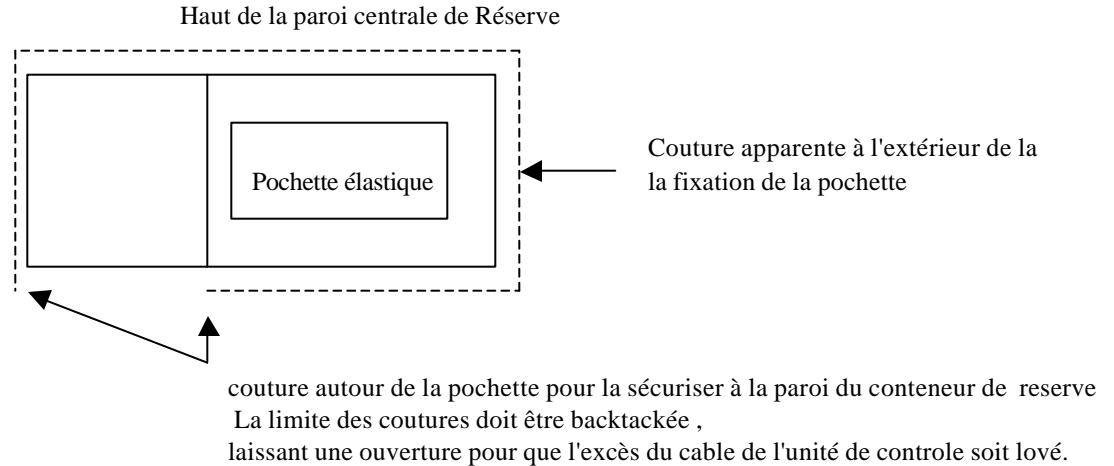 Haut de la paroi centrale de Réserve
Couture apparente à l'extérieur de la
la fixation de la pochette
Pochette élastique
couture autour de la pochette pour la sécuriser à la paroi du conteneur de reserve
La limite des coutures doit être backtackée ,
laissant une ouverture pour que l'excès du cable de l'unité de controle soit lové.